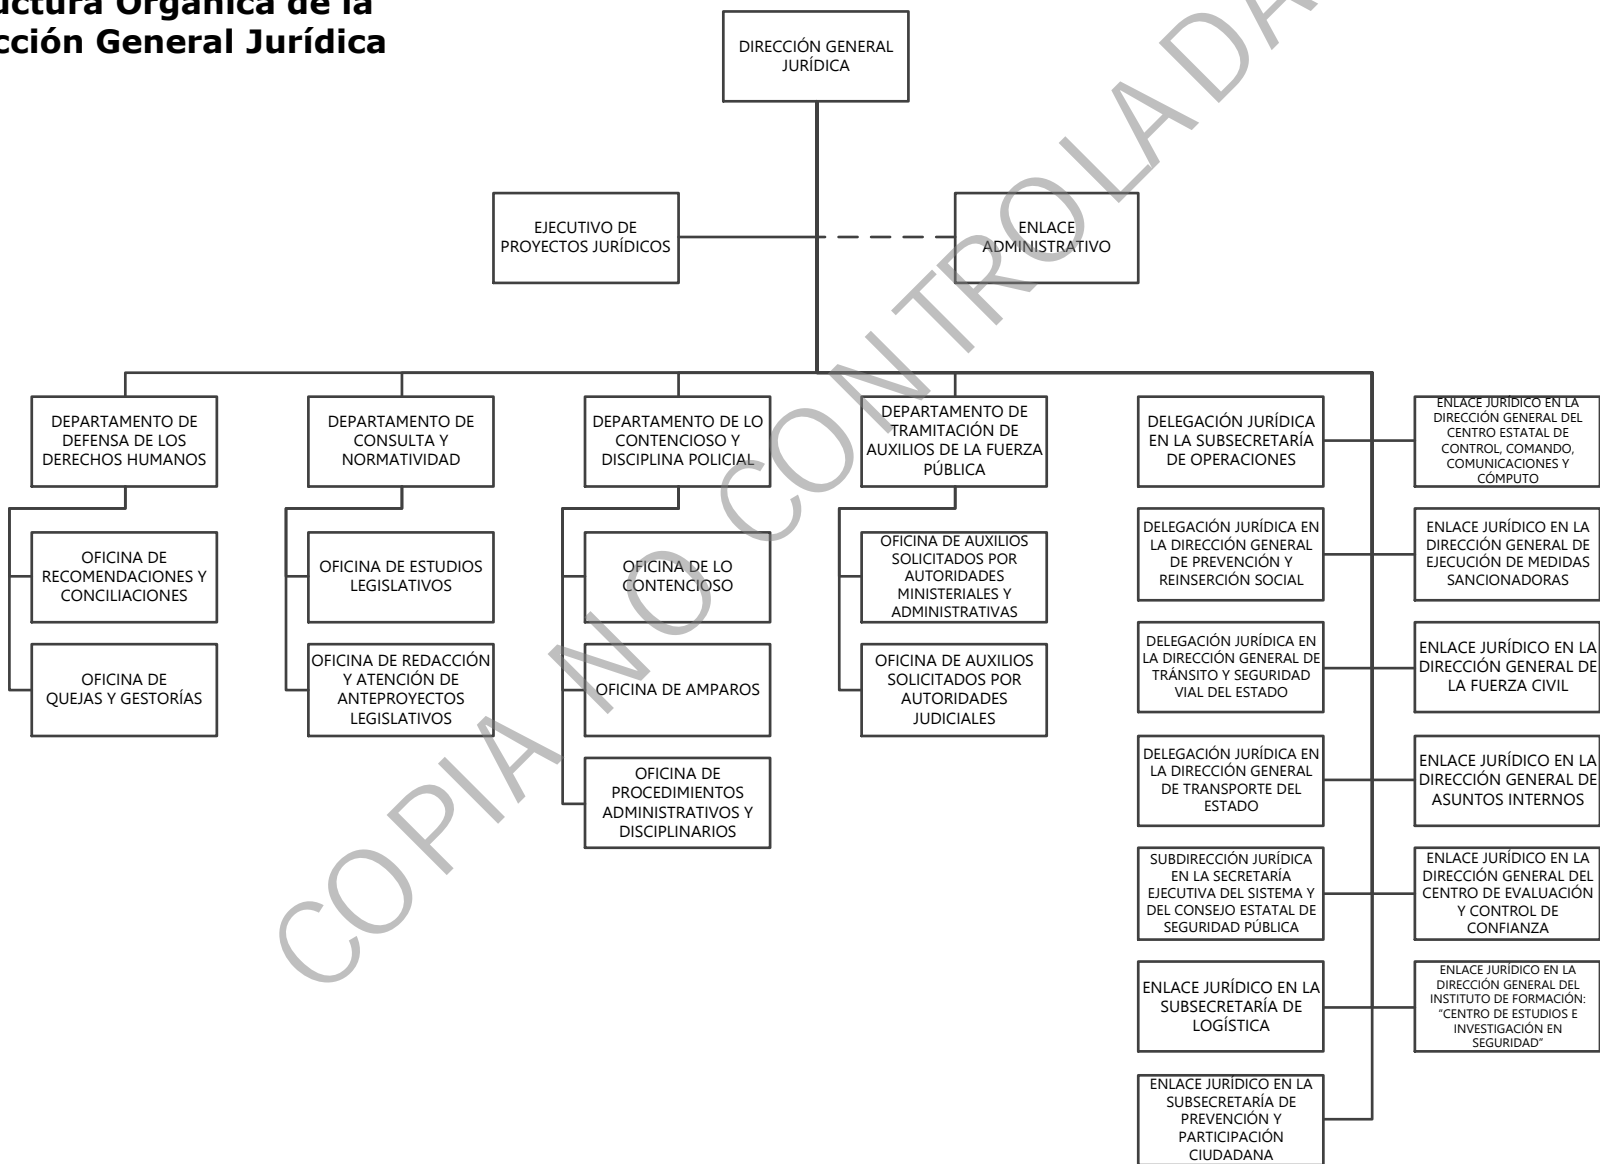 uctura Orgánica de la
cción General Jurídica
DIRECCIÓN GENERAL
JURÍDICA
EJECUTIVO DE
PROYECTOS JURÍDICOS
ENLACE
ADMINISTRATIVO
DEPARTAMENTO DE
DEFENSA DE LOS
DERECHOS HUMANOS
DEPARTAMENTO DE
CONSULTA Y
NORMATIVIDAD
DEPARTAMENTO DE LO
CONTENCIOSO Y
DISCIPLINA POLICIAL
DEPARTAMENTO DE
TRAMITACIÓN DE
AUXILIOS DE LA FUERZA
PÚBLICA
DELEGACIÓN JURÍDICA
EN LA SUBSECRETARÍA
DE OPERACIONES
ENLACE JURÍDICO EN LA
DIRECCIÓN GENERAL DEL
CENTRO ESTATAL DE
CONTROL, COMANDO,
COMUNICACIONES Y
CÓMPUTO
OFICINA DE
RECOMENDACIONES Y
CONCILIACIONES
OFICINA DE ESTUDIOS
LEGISLATIVOS
OFICINA DE LO
CONTENCIOSO
OFICINA DE AUXILIOS
SOLICITADOS POR
AUTORIDADES
MINISTERIALES Y
ADMINISTRATIVAS
DELEGACIÓN JURÍDICA EN
LA DIRECCIÓN GENERAL
DE PREVENCIÓN Y
REINSERCIÓN SOCIAL
ENLACE JURÍDICO EN LA
DIRECCIÓN GENERAL DE
EJECUCIÓN DE MEDIDAS
SANCIONADORAS
OFICINA DE
QUEJAS Y GESTORÍAS
OFICINA DE REDACCIÓN
Y ATENCIÓN DE
ANTEPROYECTOS
LEGISLATIVOS
OFICINA DE AMPAROS
OFICINA DE AUXILIOS
SOLICITADOS POR
AUTORIDADES
JUDICIALES
DELEGACIÓN JURÍDICA EN
LA DIRECCIÓN GENERAL DE
TRÁNSITO Y SEGURIDAD
VIAL DEL ESTADO
ENLACE JURÍDICO EN LA
DIRECCIÓN GENERAL DE
LA FUERZA CIVIL
OFICINA DE
PROCEDIMIENTOS
ADMINISTRATIVOS Y
DISCIPLINARIOS
DELEGACIÓN JURÍDICA EN
LA DIRECCIÓN GENERAL
DE TRANSPORTE DEL
ESTADO
ENLACE JURÍDICO EN LA
DIRECCIÓN GENERAL DE
ASUNTOS INTERNOS
SUBDIRECCIÓN JURÍDICA
EN LA SECRETARÍA
EJECUTIVA DEL SISTEMA Y
DEL CONSEJO ESTATAL DE
SEGURIDAD PÚBLICA
ENLACE JURÍDICO EN LA
DIRECCIÓN GENERAL DEL
CENTRO DE EVALUACIÓN
Y CONTROL DE
CONFIANZA
ENLACE JURÍDICO EN LA
SUBSECRETARÍA DE
LOGÍSTICA
ENLACE JURÍDICO EN LA
DIRECCIÓN GENERAL DEL
INSTITUTO DE FORMACIÓN:
“CENTRO DE ESTUDIOS E
INVESTIGACIÓN EN
SEGURIDAD”
ENLACE JURÍDICO EN LA
SUBSECRETARÍA DE
PREVENCIÓN Y
PARTICIPACIÓN
CIUDADANA
COPIA NO CONTROLADA